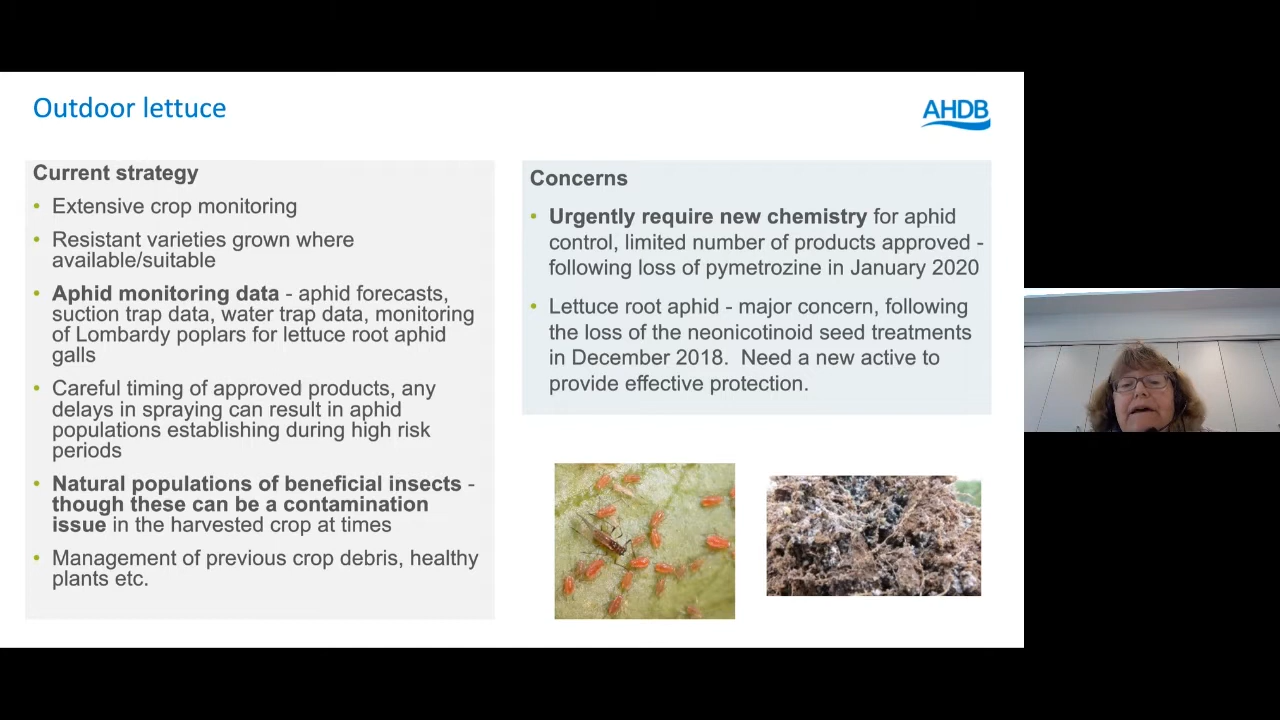 Outdoor lettuce
AHDB
Current strategy
• Extensive crop monitoring
• Resistant varieties grown where
available/suitable
• Aphid monitoring data - aphid forecasts,
suction trap data, water trap data, monitoring
of Lombardy poplars for lettuce root aphid
galls
• Careful timing of approved products, any
delays in spraying can result in aphid
populations establishing during high risk
periods
• Natural populations of beneficial insects -
though these can be a contamination
issue in the harvested crop at times
• Management of previous crop debris, healthy
plants etc.
Concerns
• Urgently require new chemistry for aphid
control, limited number of products approved -
following loss of pymetrozine in January 2020
• Lettuce root aphid - major concern, following
the loss of the neonicotinoid seed treatments
in December 2018. Need a new active to
provide effective protection.